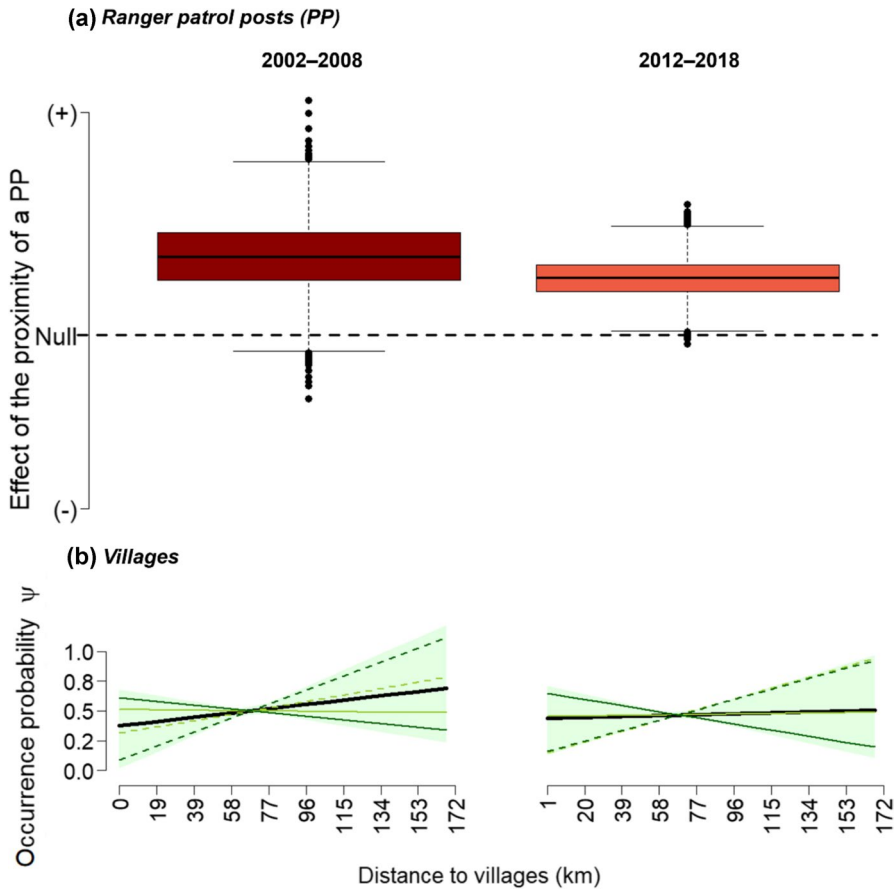 (a) Ranger patrol posts (PP)
2002–2008
2012–2018
Effect of the proximity of a PP
(+)
Null
(-)
(b) Villages
Occurrence probability ψ
1.0
0.8
0.5
0.2
0.0
0 19 39 58 77 96 115 134 153 172
1 20 39 58 77 96 115 134 153 172
Distance to villages (km)